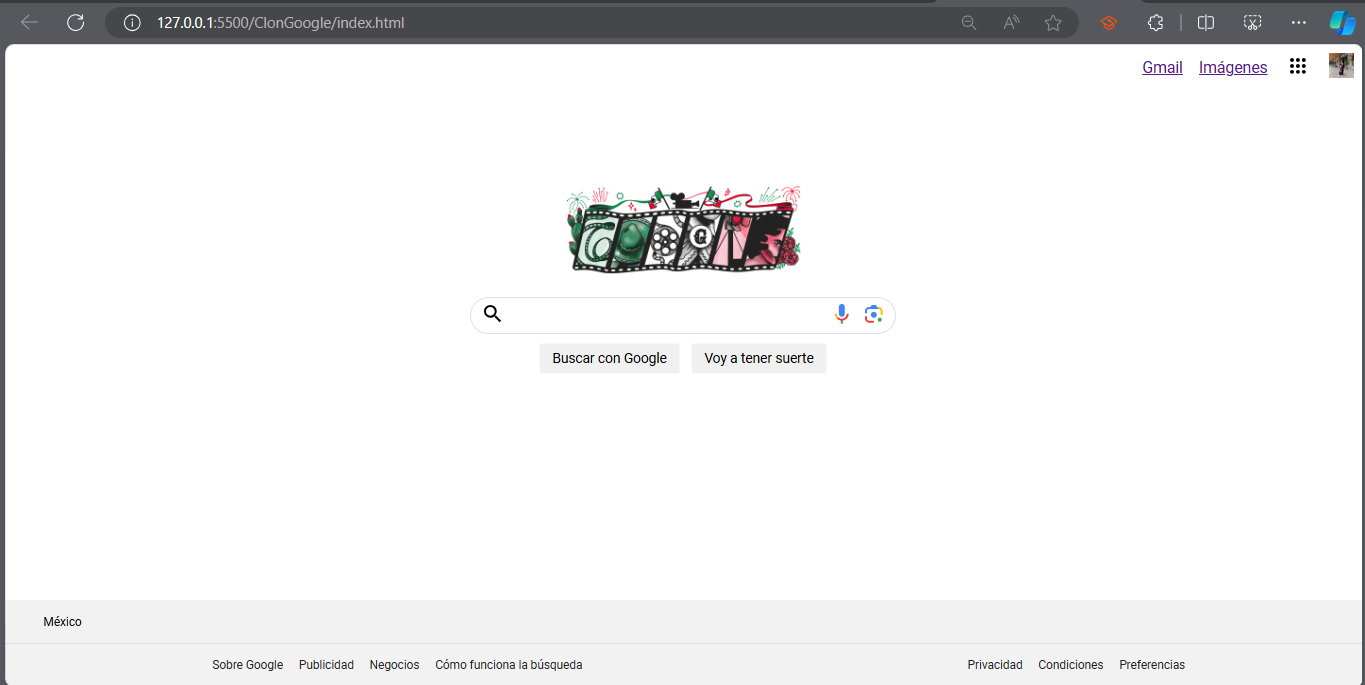 127.0.0.1:5500/ClonGoogle/index.html
Gmail Imágenes
GOOGLE
Buscar con Google Voy a tener suerte
México
Sobre Google Publicidad Negocios Cómo funciona la búsqueda Privacidad Condiciones Preferencias